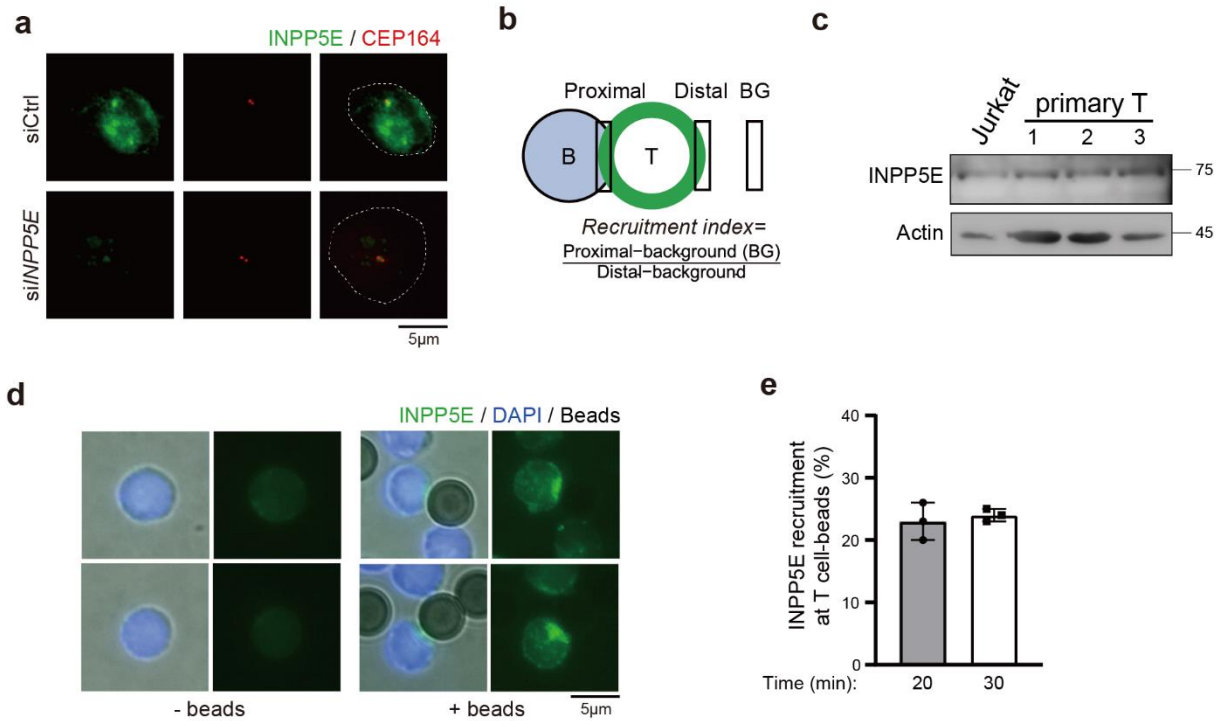 a
INPP5E / CEP164
siCtrl
siINPP5E
5μm
b
Proximal Distal BG
B T
Recruitment index=
Proximal−background (BG)
Distal−background
c
Jurkat
primary T
1 2 3
INPP5E
75
Actin
45
d
INPP5E / DAPI / Beads
- beads
+ beads
5μm
e
INPP5E recruitment
at T cell-beads (%)
40
30
20
10
0
Time (min): 20 30